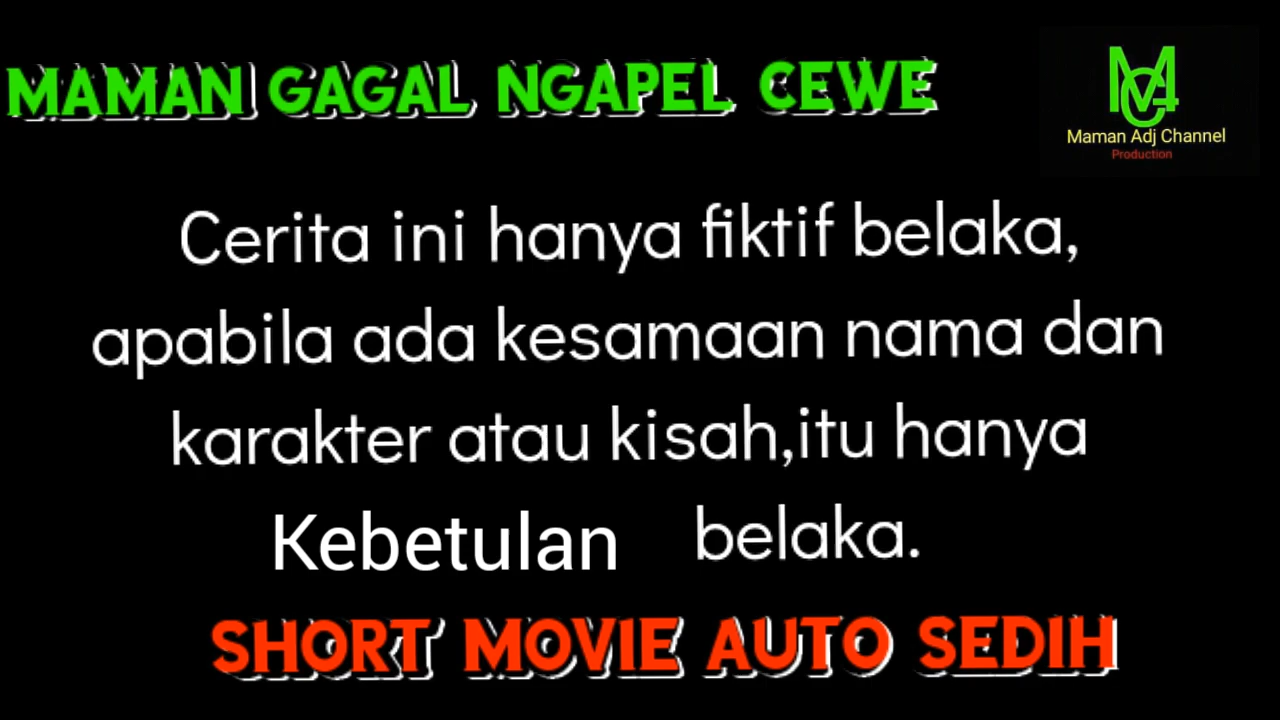 MAMAN GAGAL NGAPEL CEWE
Maman Adj Channel
Production
Cerita ini hanya fiktif belaka,
apabila ada kesamaan nama dan
karakter atau kisah,itu hanya
Kebetulan belaka.
SHORT MOVIE AUTO SEDIH